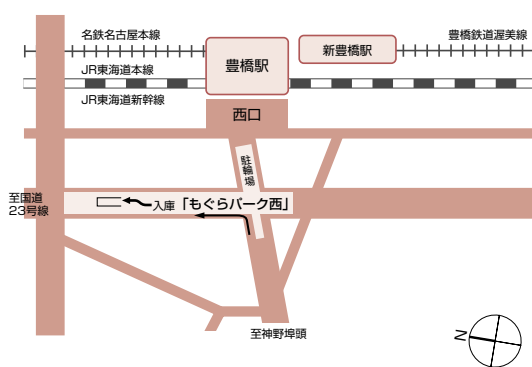 名鉄名古屋本線
豊橋鉄道渥美線
新豊橋駅
豊橋駅
JR東海道本線
JR東海道新幹線
西口
駐輪場
至国道
23号線
入庫「もぐらパーク西」
至神野埠頭
N